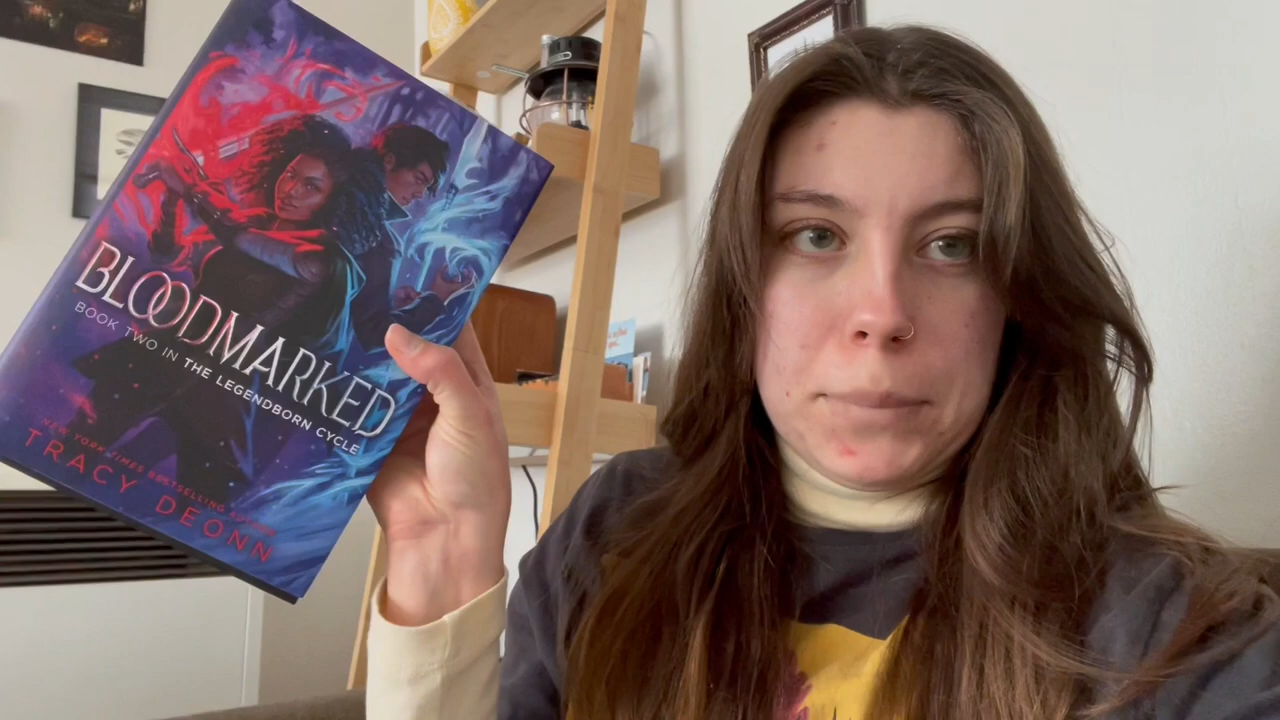 BLOODMARKED
BOOK TWO IN THE LEGENDBORN CYCLE
NEW YORK TIMES BESTSELLING AUTHOR
TRACY DEONN